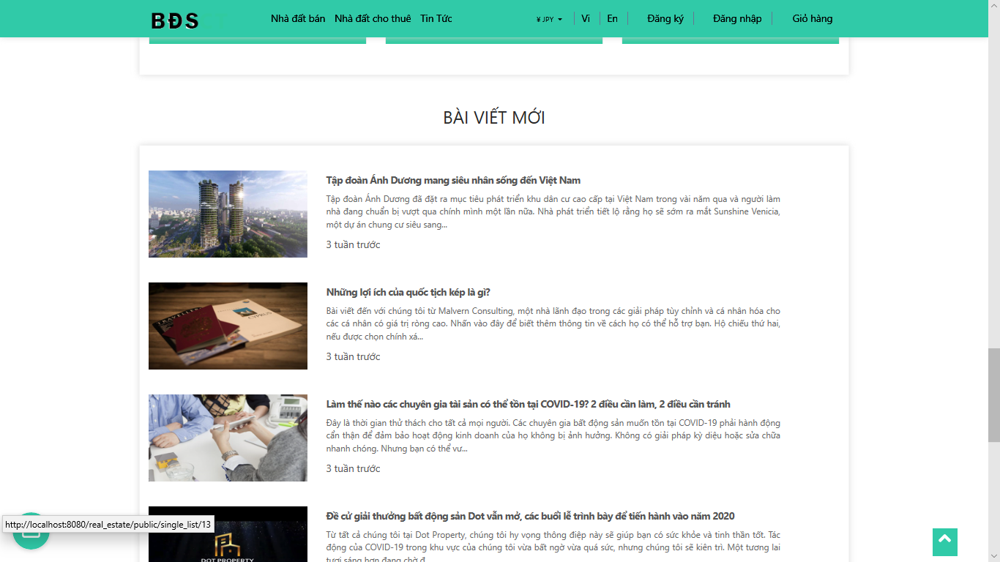 BĐS Nhà đất bán Nhà đất cho thuê Tin Tức ¥ JPY Vi En Đăng ký Đăng nhập Giỏ hàng
BÀI VIẾT MỚI
Tập đoàn Ánh Dương mang siêu nhân sống đến Việt Nam
Tập đoàn Ánh Dương đã đặt ra mục tiêu phát triển khu dân cư cao cấp tại Việt Nam trong vài năm qua và người làm
nhà đang chuẩn bị vượt qua chính mình một lần nữa. Nhà phát triển tiết lộ rằng họ sẽ sớm ra mắt Sunshine Venicia,
một dự án chung cư siêu sang...
3 tuần trước
TRAVELLER
CYPRUS
Những lợi ích của quốc tịch kép là gì?
Bài viết đến với chúng tôi từ Malvern Consulting, một nhà lãnh đạo trong các giải pháp tùy chỉnh và cá nhân hóa cho
các cá nhân có giá trị ròng cao. Nhấn vào đây để biết thêm thông tin về cách họ có thể hỗ trợ bạn. Hộ chiếu thứ hai,
nếu được chọn chính xá...
3 tuần trước
Làm thế nào các chuyên gia tài sản có thể tồn tại COVID-19? 2 điều cần làm, 2 điều cần tránh
Đây là thời gian thử thách cho tất cả mọi người. Các chuyên gia bất động sản muốn tồn tại COVID-19 phải hành động
cẩn thận để đảm bảo hoạt động kinh doanh của họ không bị ảnh hưởng. Không có giải pháp kỳ diệu hoặc sửa chữa
nhanh chóng. Nhưng bạn có thể vư...
3 tuần trước
Đề cử giải thưởng bất động sản Dot vẫn mở, các buổi lễ trình bày để tiến hành vào năm 2020
Từ tất cả chúng tôi tại Dot Property, chúng tôi hy vọng thông điệp này sẽ giúp bạn có sức khỏe và tinh thần tốt. Tác
động của COVID-19 trong khu vực của chúng tôi vừa bất ngờ vừa quá sức, nhưng chúng tôi sẽ kiên trì. Một tương lai
tươi sáng hơn đang chờ đ...
DOT PROPERTY
http://localhost:8080/real_estate/public/single_list/13